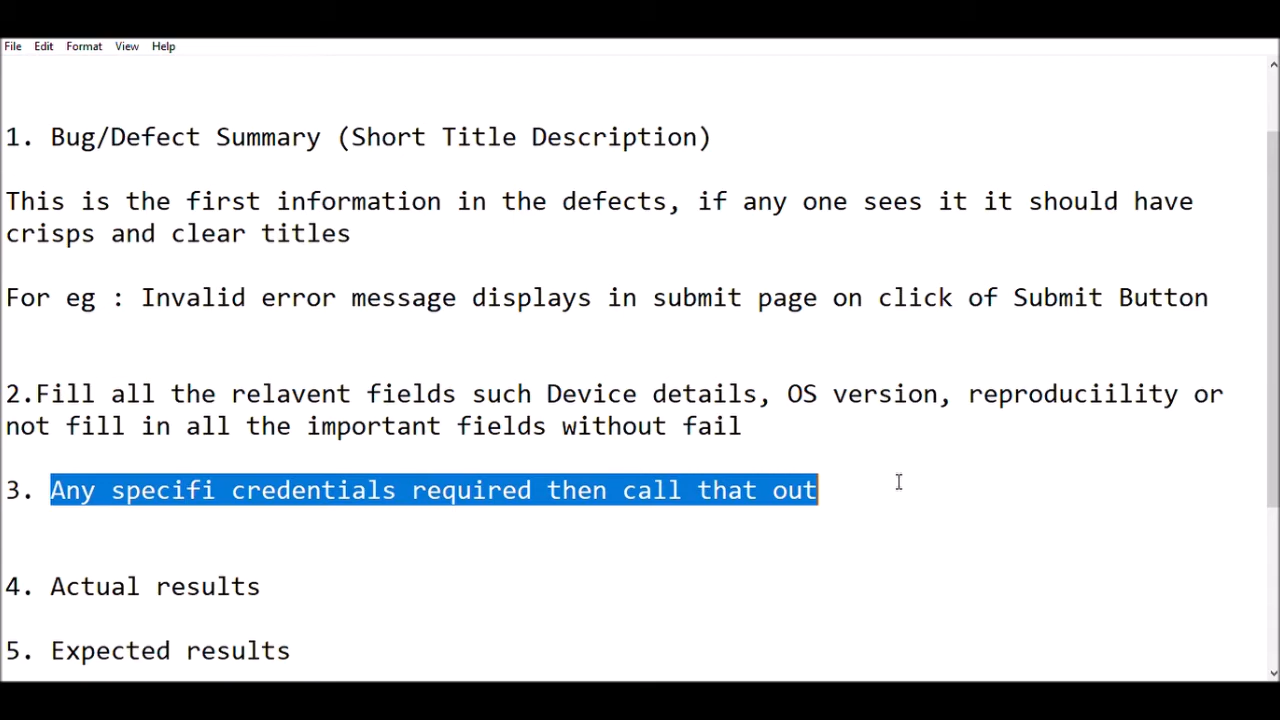 File Edit Format View Help
1. Bug/Defect Summary (Short Title Description)
This is the first information in the defects, if any one sees it it should have
crisps and clear titles
For eg : Invalid error message displays in submit page on click of Submit Button
2.Fill all the relavent fields such Device details, OS version, reproduciility or
not fill in all the important fields without fail
3. Any specifi credentials required then call that out
4. Actual results
5. Expected results